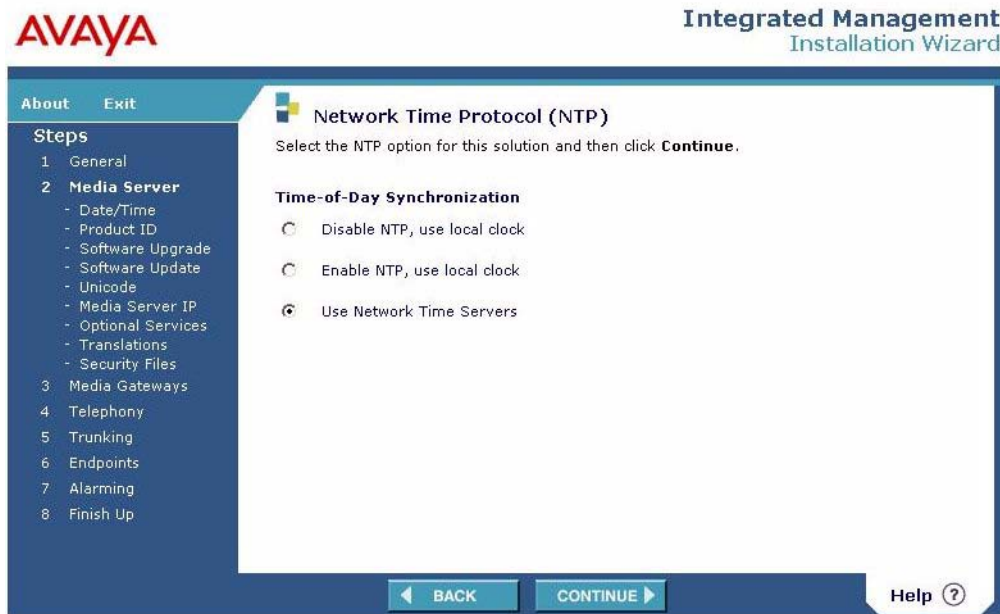 AVAYA
Integrated Management
Installation Wizard
About Exit
Steps
1 General
2 Media Server
- Date/Time
- Product ID
- Software Upgrade
- Software Update
- Unicode
- Media Server IP
- Optional Services
- Translations
- Security Files
3 Media Gateways
4 Telephony
5 Trunking
6 Endpoints
7 Alarming
8 Finish Up
Network Time Protocol (NTP)
Select the NTP option for this solution and then click Continue.
Time-of-Day Synchronization
Disable NTP, use local clock
Enable NTP, use local clock
Use Network Time Servers
BACK
CONTINUE
Help ?